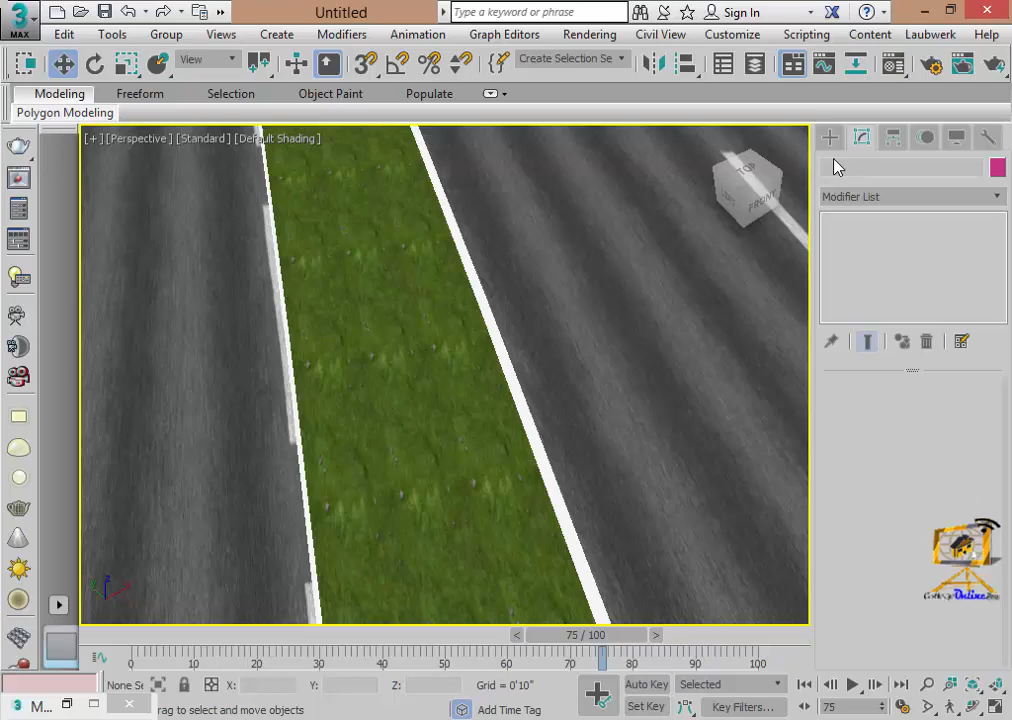 3
MAX
Untitled
Type a keyword or phrase
Sign In
Edit Tools Group Views Create Modifiers Animation Graph Editors Rendering Civil View Customize Scripting Content Laubwerk Help
View
Create Selection Se
Modeling Freeform Selection Object Paint Populate
Polygon Modeling
[+] [Perspective] [Standard] [Default Shading]
TOP
FRONT
Modifier List
75 / 100
0 10 20 30 40 50 60 70 80 90 100
None Se X: Y: Z: Grid = 0'10"
Auto Key Selected
M... drag to select and move objects Add Time Tag
Set Key Key Filters... 75